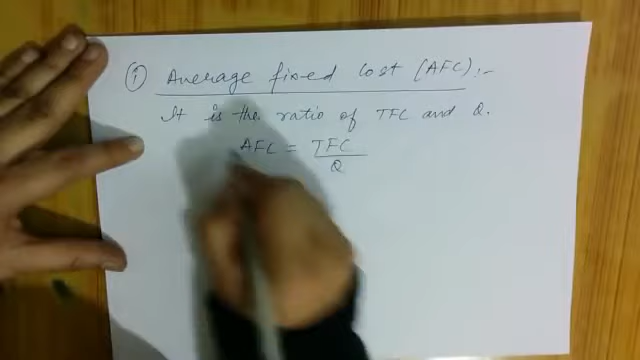 ① Average fixed cost (AFC):-
It is the ratio of TFC and Q.
AFC = TFC
Q